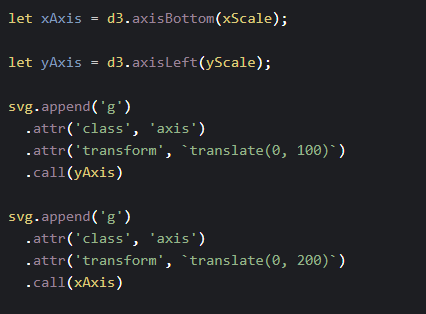 let xAxis = d3.axisBottom(xScale);
let yAxis = d3.axisLeft(yScale);
svg.append('g')
.attr('class', 'axis')
.attr('transform', `translate(0, 100)`)
.call(yAxis)
svg.append('g')
.attr('class', 'axis')
.attr('transform', `translate(0, 200)`)
.call(xAxis)